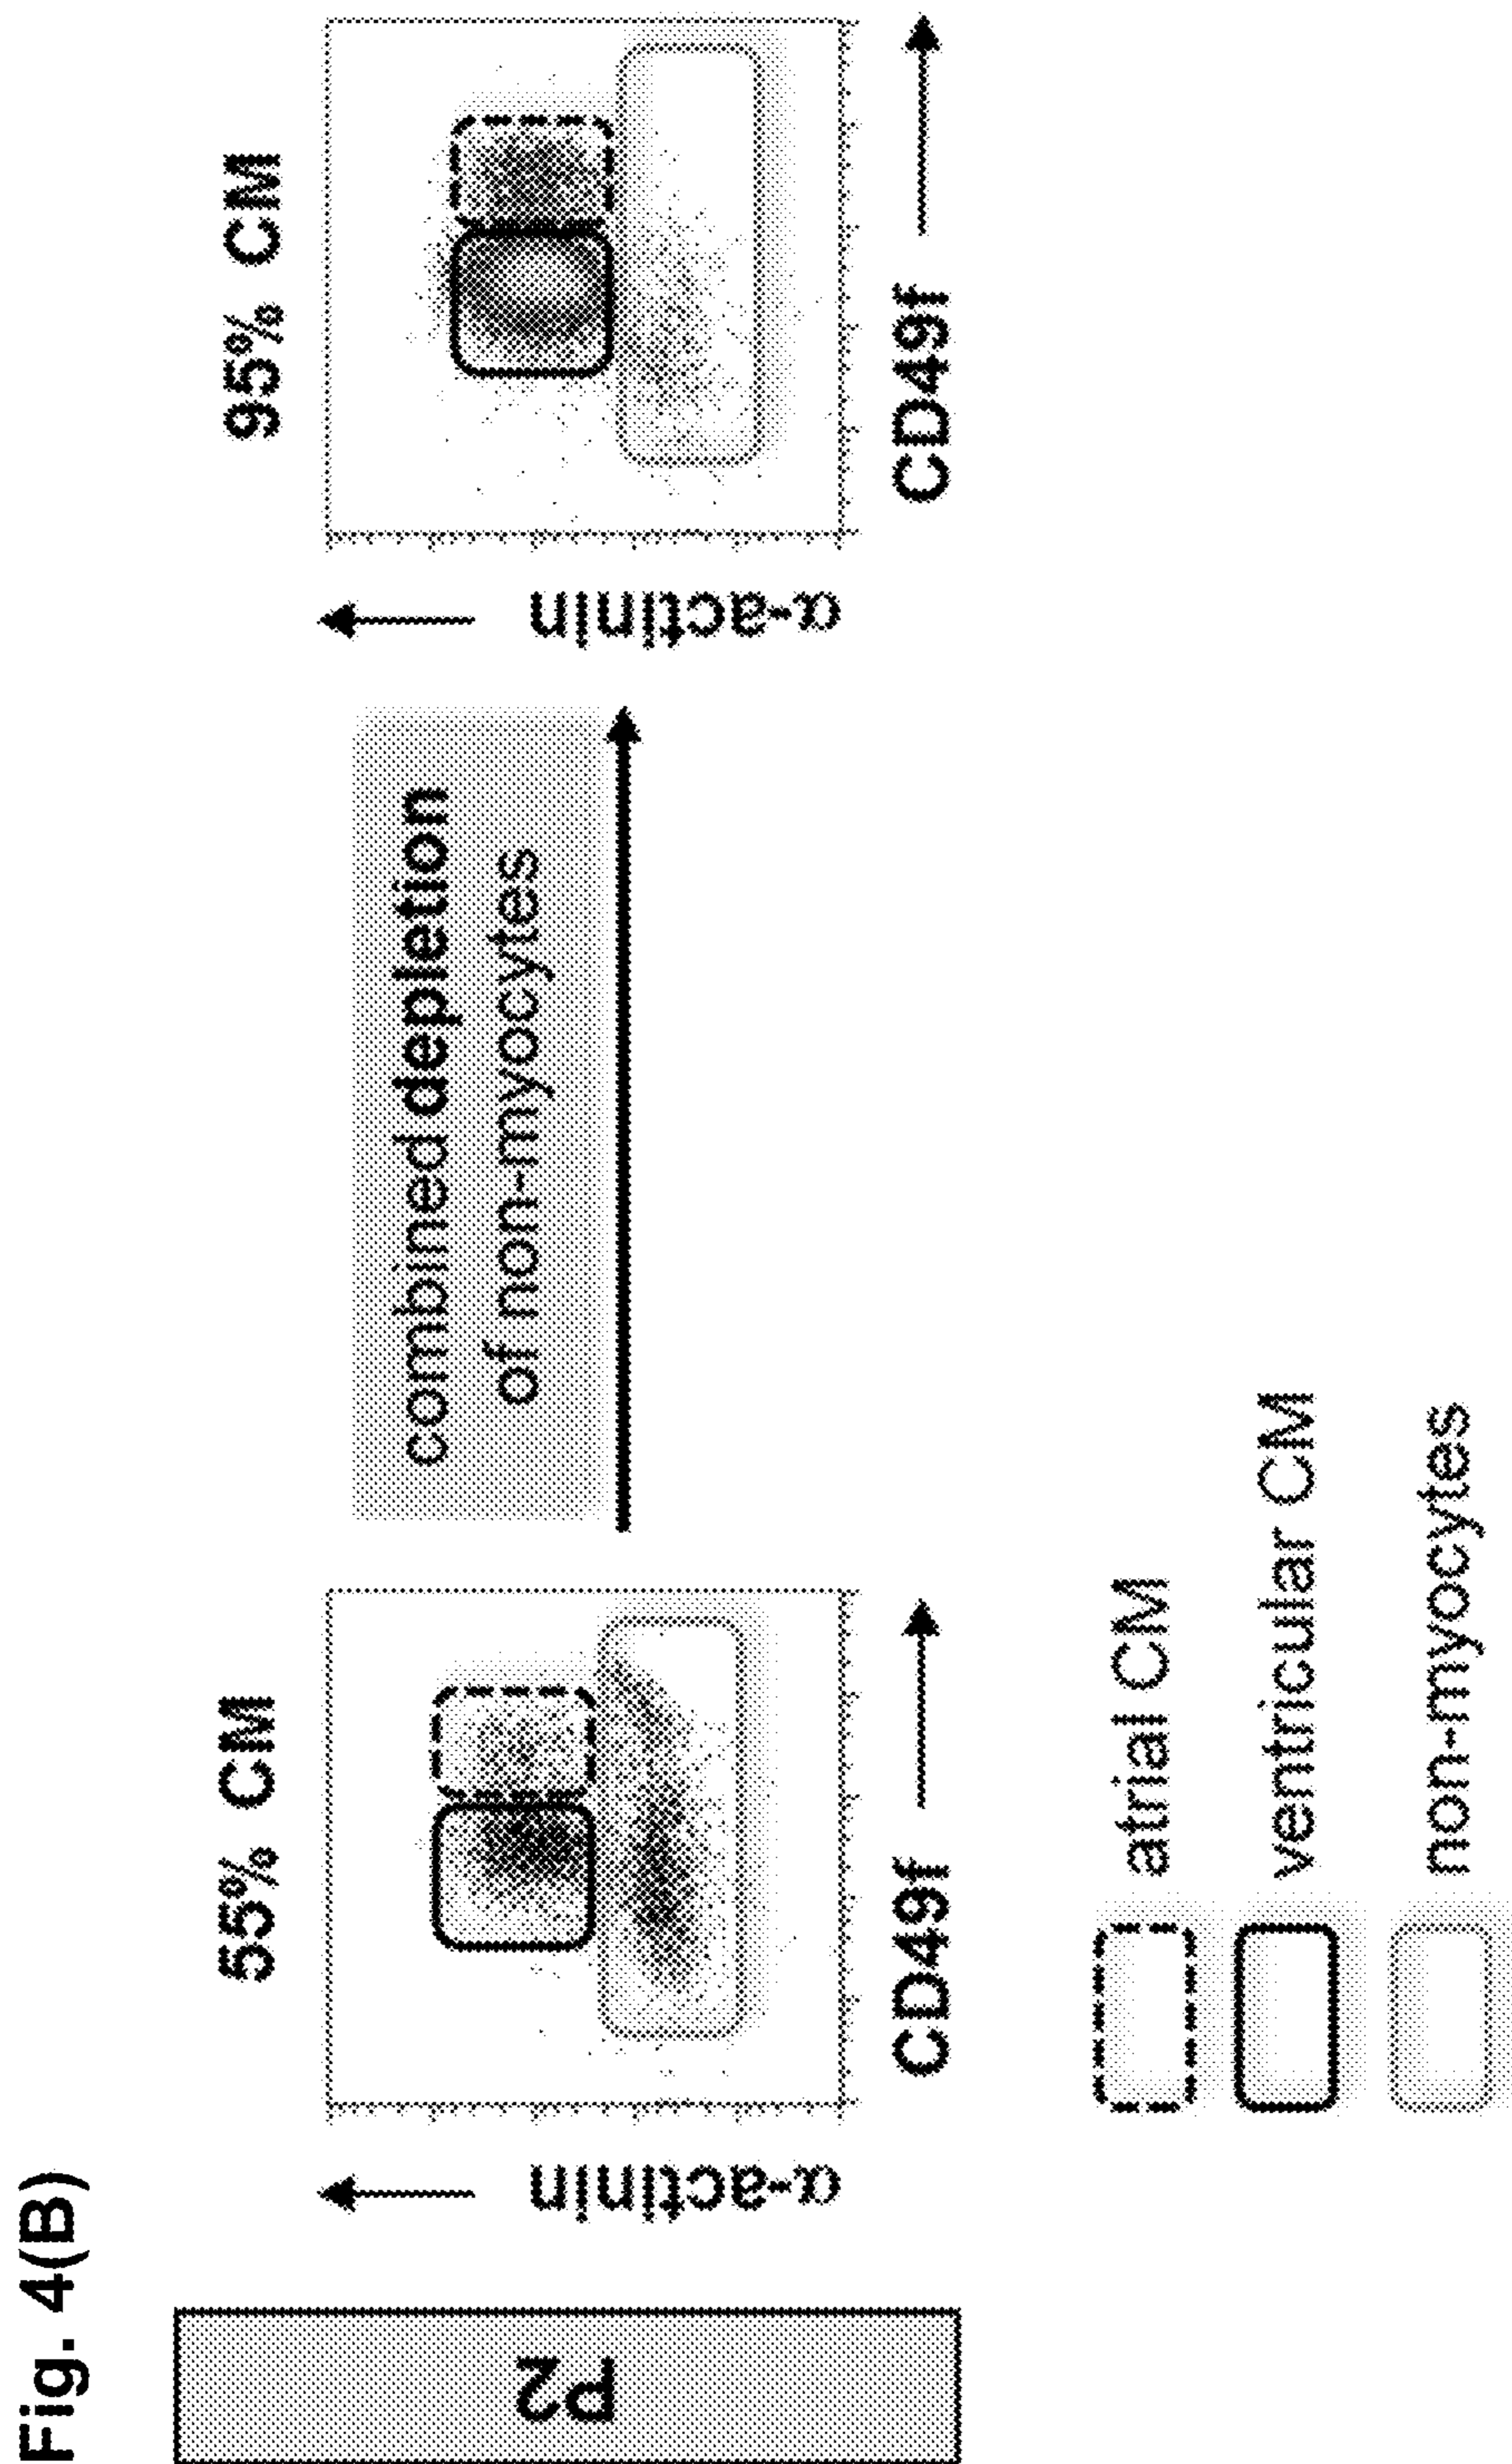 Fig. 4(B)
P2
55% CM
α-actinin
CD49f
combined depletion
of non-myocytes
95% CM
α-actinin
CD49f
atrial CM
ventricular CM
non-myocytes